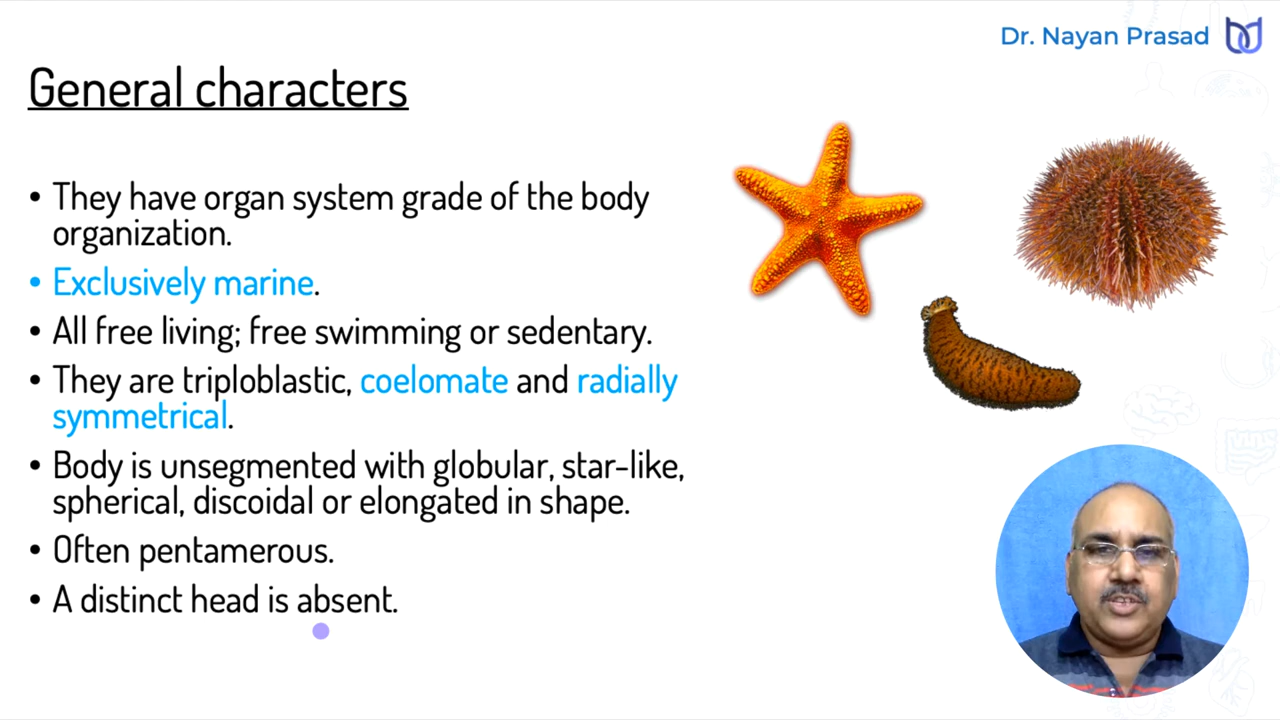 Dr. Nayan Prasad
General characters
• They have organ system grade of the body
organization.
• Exclusively marine.
• All free living; free swimming or sedentary.
• They are triploblastic, coelomate and radially
symmetrical.
• Body is unsegmented with globular, star-like,
spherical, discoidal or elongated in shape.
• Often pentamerous.
• A distinct head is absent.